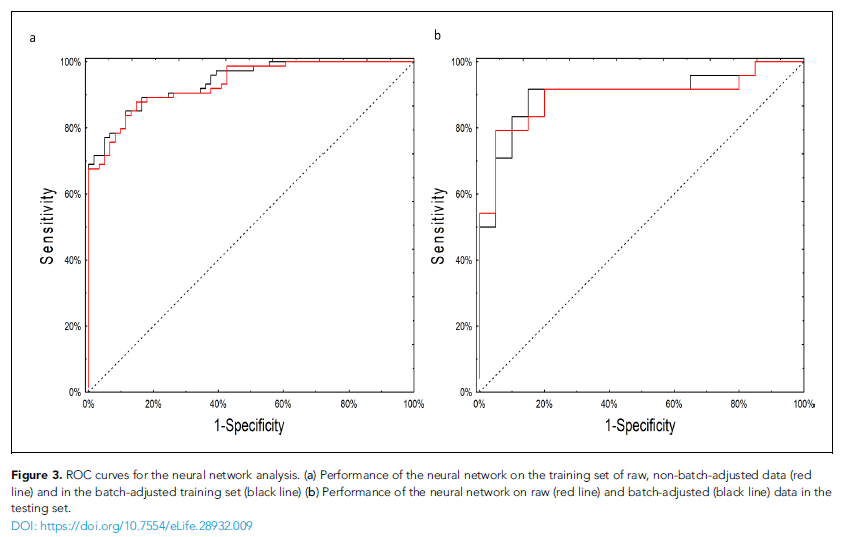 a
100%
80%
60%
40%
20%
0%
Sensitivity
0%
20%
40%
60%
80%
100%
1-Specificity
b
100%
80%
60%
40%
20%
0%
Sensitivity
0%
20%
40%
60%
80%
100%
1-Specificity
Figure 3. ROC curves for the neural network analysis. (a) Performance of the neural network on the training set of raw, non-batch-adjusted data (red
line) and in the batch-adjusted training set (black line) (b) Performance of the neural network on raw (red line) and batch-adjusted (black line) data in the
testing set.
DOI: https://doi.org/10.7554/eLife.28932.009